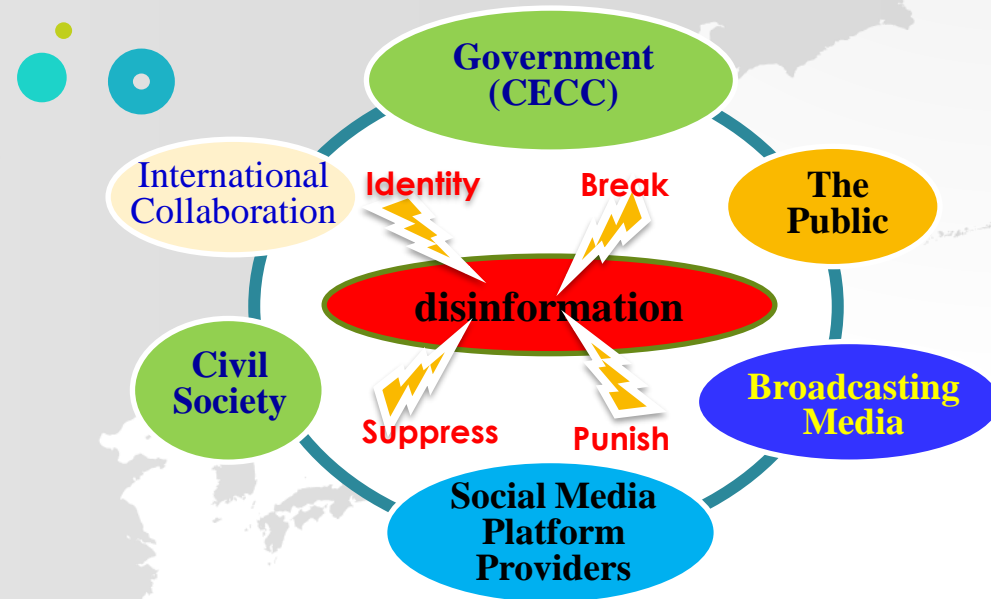 Government
(CECC)
International
Collaboration
Identity
Break
The
Public
disinformation
Civil
Society
Broadcasting
Media
Suppress
Punish
Social Media
Platform
Providers